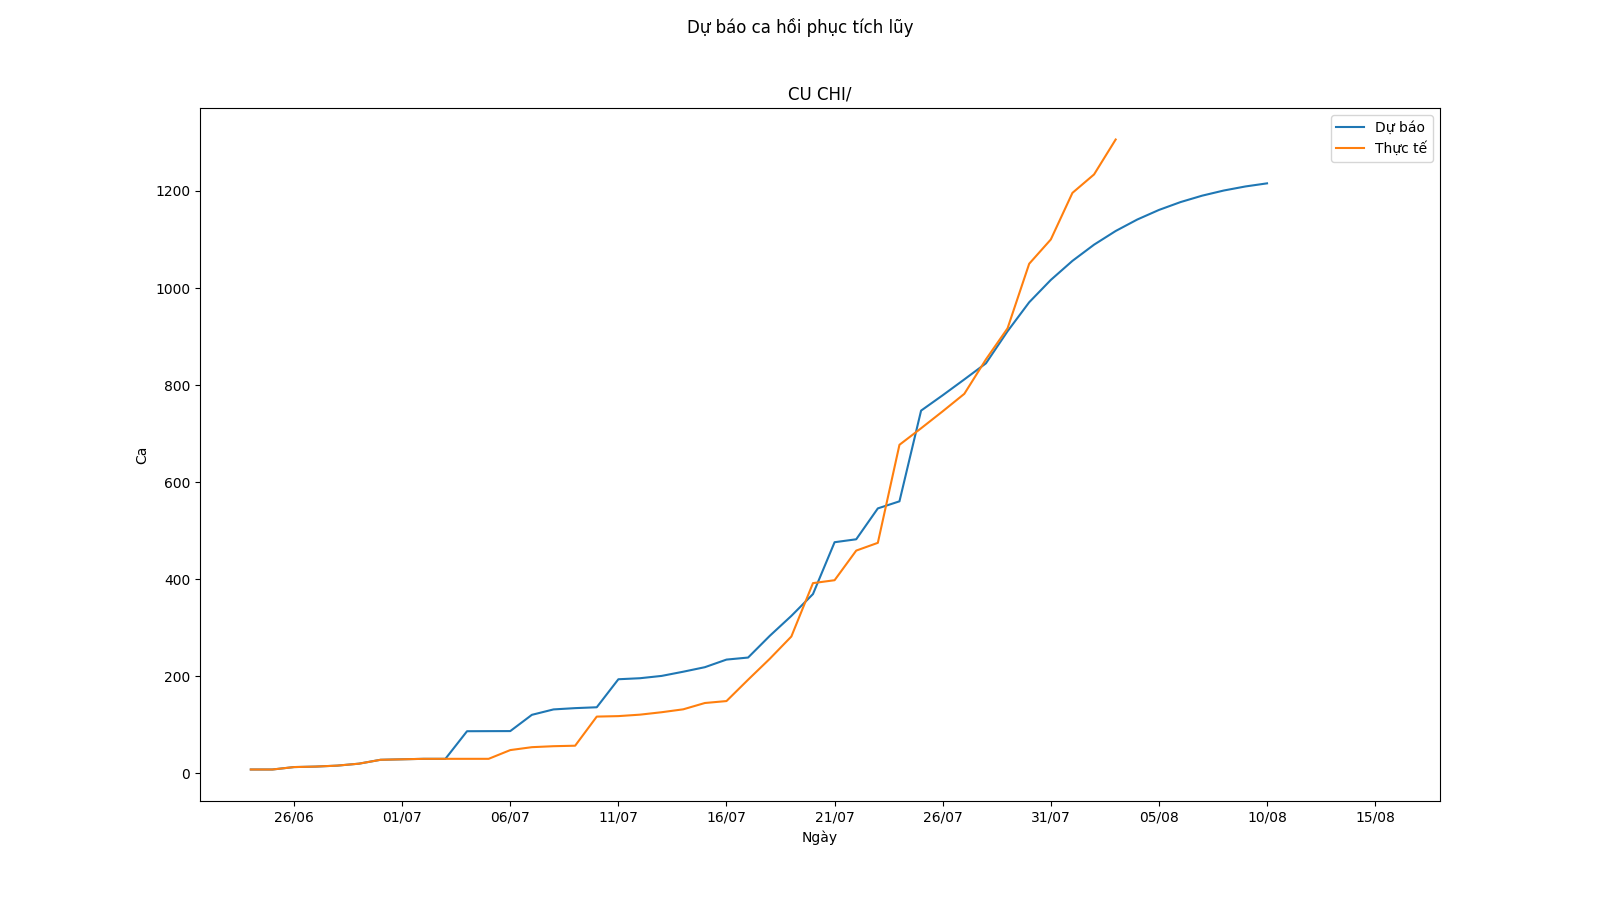 Dự báo ca hồi phục tích lũy
CU CHI/
Dự báo
Thực tế
Ca
1200
1000
800
600
400
200
0
26/06 01/07 06/07 11/07 16/07 21/07 26/07 31/07 05/08 10/08 15/08
Ngày